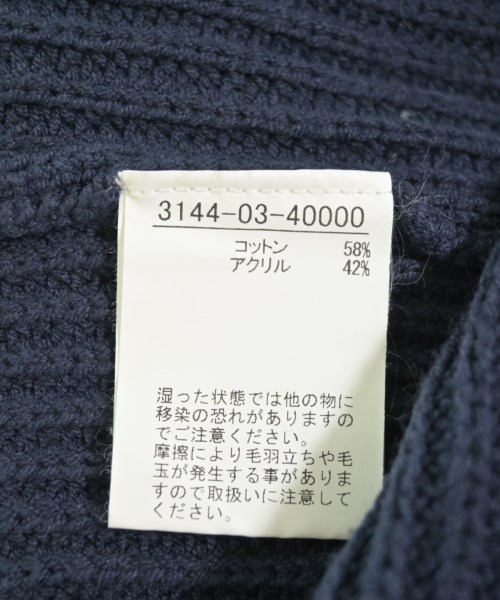 3144-03-40000
コットン 58%
アクリル 42%
湿った状態では他の物に
移染の恐れがありますの
でご注意ください。
摩擦により毛羽立ちや毛
玉が発生する事がありま
すので取扱いに注意して
ください。